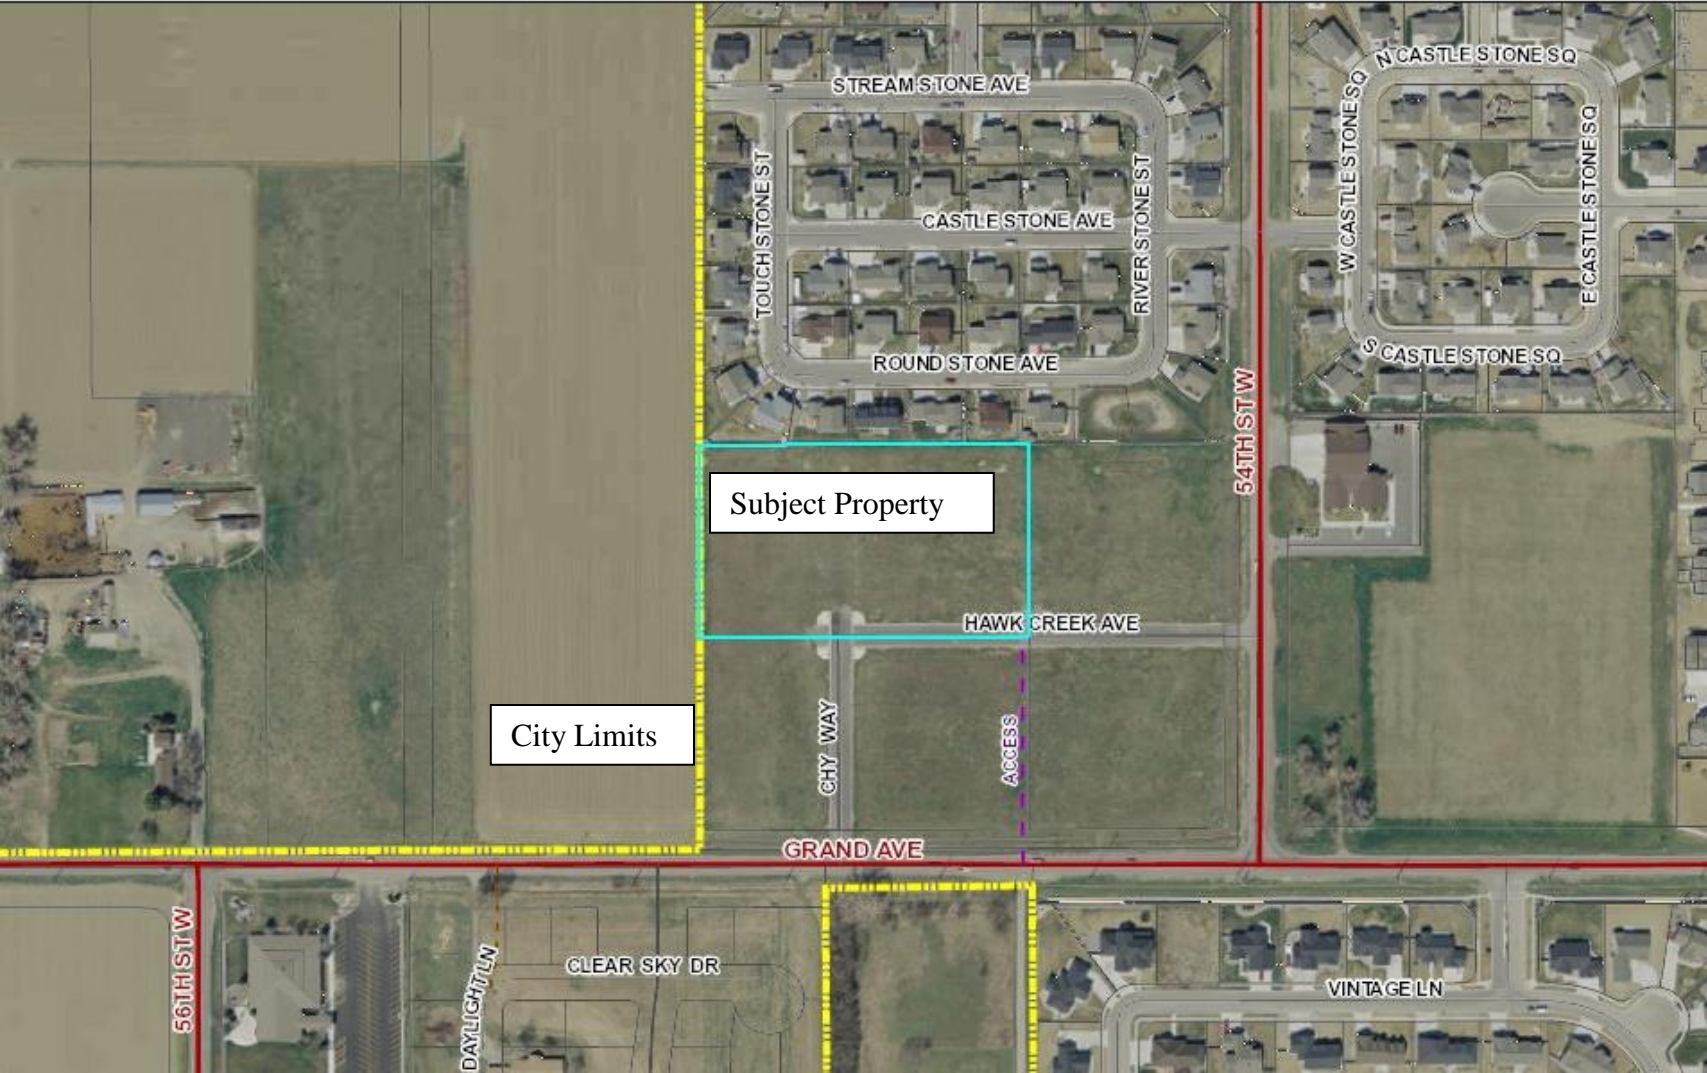 N CASTLE STONE SQ
STREAM STONE AVE
W CASTLE STONE SQ
E CASTLE STONE SQ
TOUCH STONE ST
RIVER STONE ST
CASTLE STONE AVE
S CASTLE STONE SQ
ROUND STONE AVE
54TH ST W
Subject Property
HAWK CREEK AVE
City Limits
CHY WAY
ACCESS
GRAND AVE
56TH ST W
DAYLIGHT LN
CLEAR SKY DR
VINTAGE LN